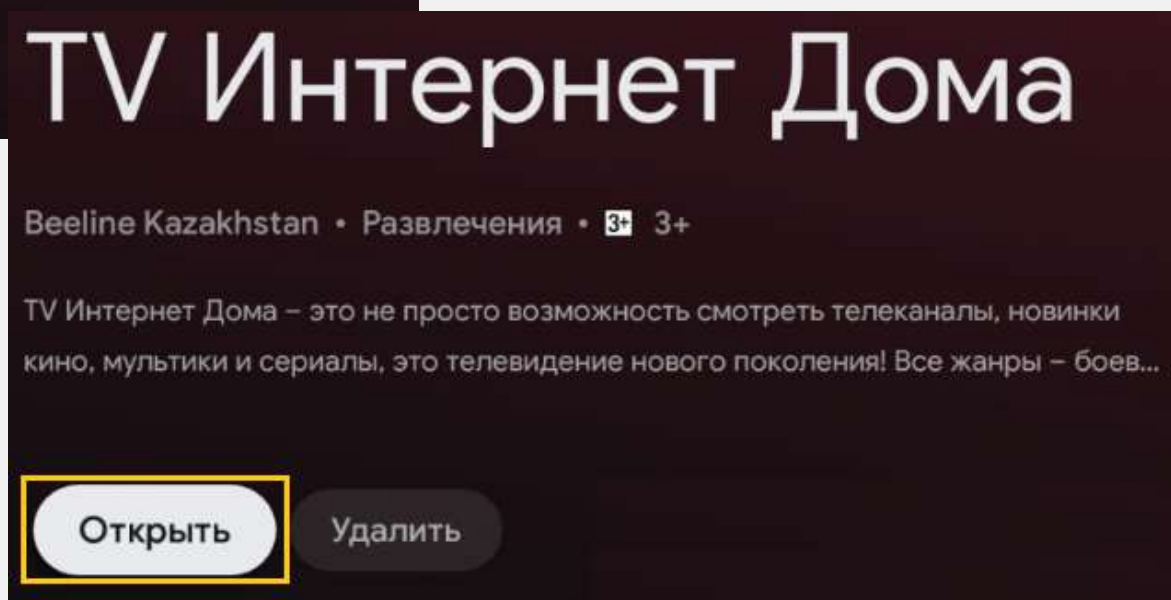 TV Интернет Дома
Beeline Kazakhstan • Развлечения • 3+ 3+
TV Интернет Дома – это не просто возможность смотреть телеканалы, новинки
кино, мультики и сериалы, это телевидение нового поколения! Все жанры – боев...
Открыть Удалить